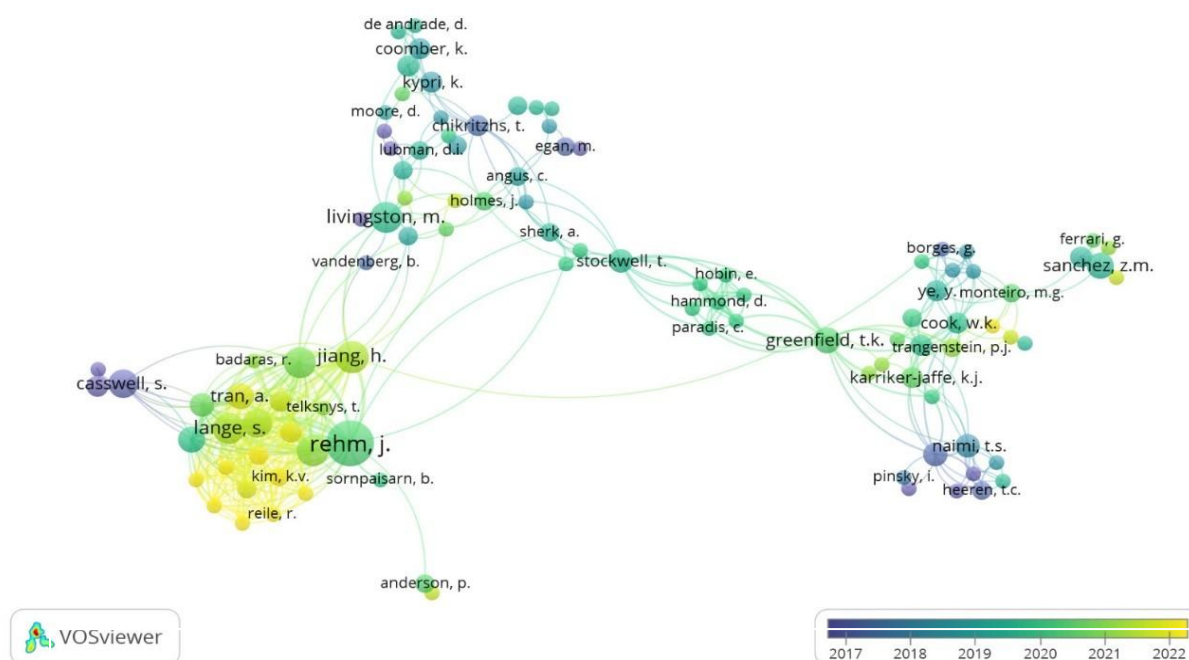 de andrade, d.
coomber, k.
kypri, k.
moore, d.
chikritzhs, t.
lubman, d.i.
egan, m.
angus, c.
holmes, j.
livingston, m.
sherk, a.
vandenberg, b.
stockwell, t.
hobin, e.
hammond, d.
paradis, c.
greenfield, t.k.
borges, g.
ferrari, g.
sanchez, z.m.
ye, y.
monteiro, m.g.
cook, w.k.
trangenstein, p.j.
karriker-jaffe, k.j.
naimi, t.s.
pinsky, i.
heeren, t.c.
badaras, r.
jiang, h.
casswell, s.
tran, a.
telksnys, t.
lange, s.
rehm, j.
kim, k.v.
sornpaisarn, b.
reile, r.
anderson, p.
VOSviewer
2017 2018 2019 2020 2021 2022